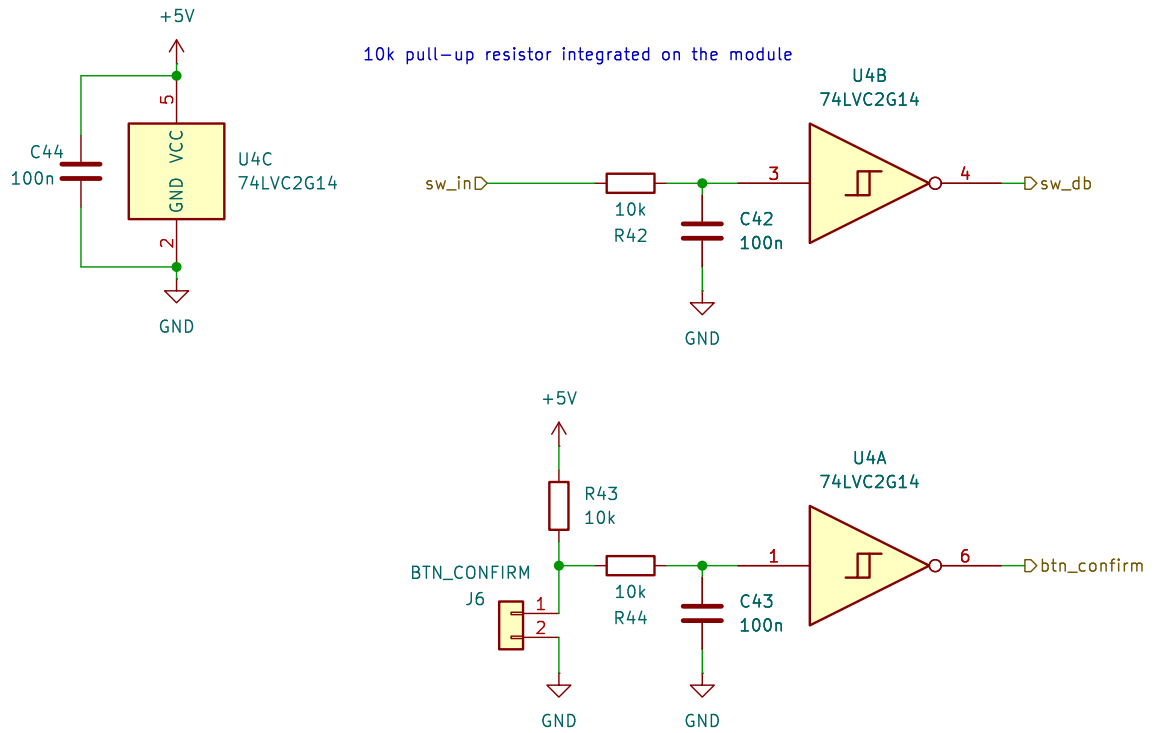 +5V
10k pull-up resistor integrated on the module
5
C44
100n
GND VCC
U4C
74LVC2G14
2
GND
U4B
74LVC2G14
sw_in
10k
R42
C42
100n
3
4
sw_db
GND
+5V
R43
10k
BTN_CONFIRM
J6
1
2
10k
R44
C43
100n
U4A
74LVC2G14
1
6
btn_confirm
GND
GND